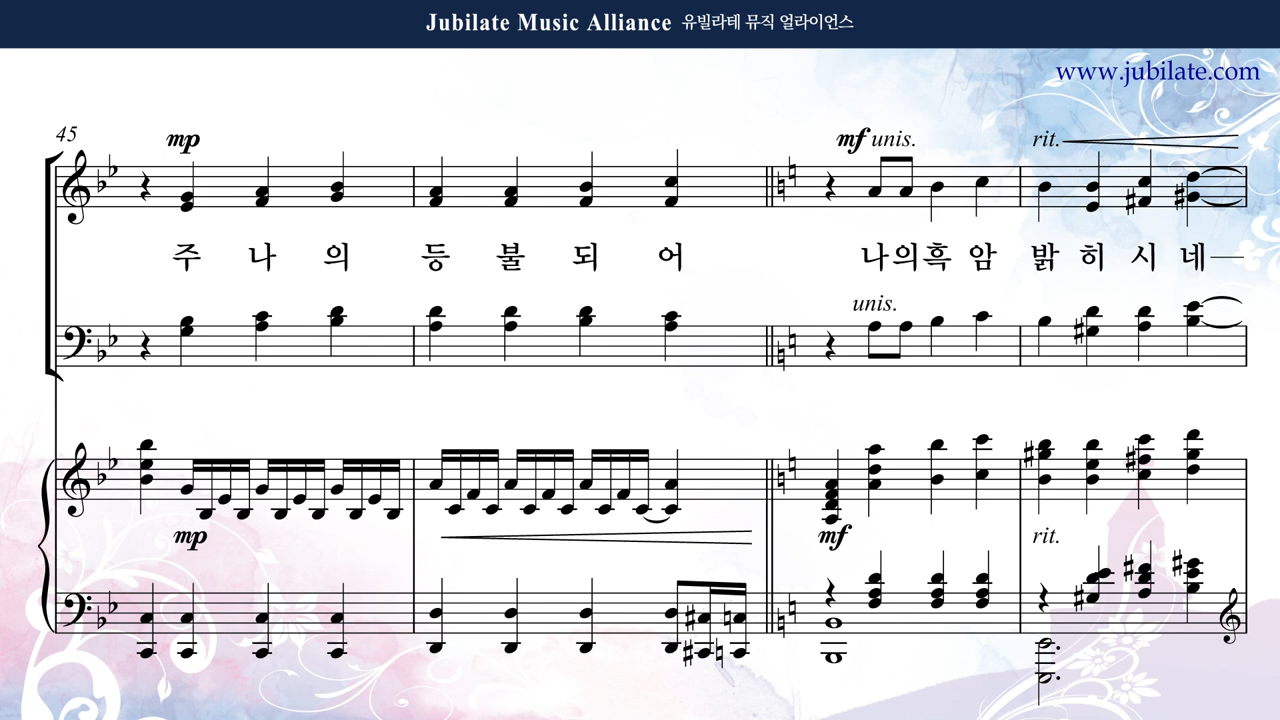 Jubilate Music Alliance 유빌라테 뮤직 얼라이언스
www.jubilate.com
45 mp mf unis. rit.
주 나 의 등 불 되 어 나의흑 암 밝 히 시 네
unis.
mp mf rit.